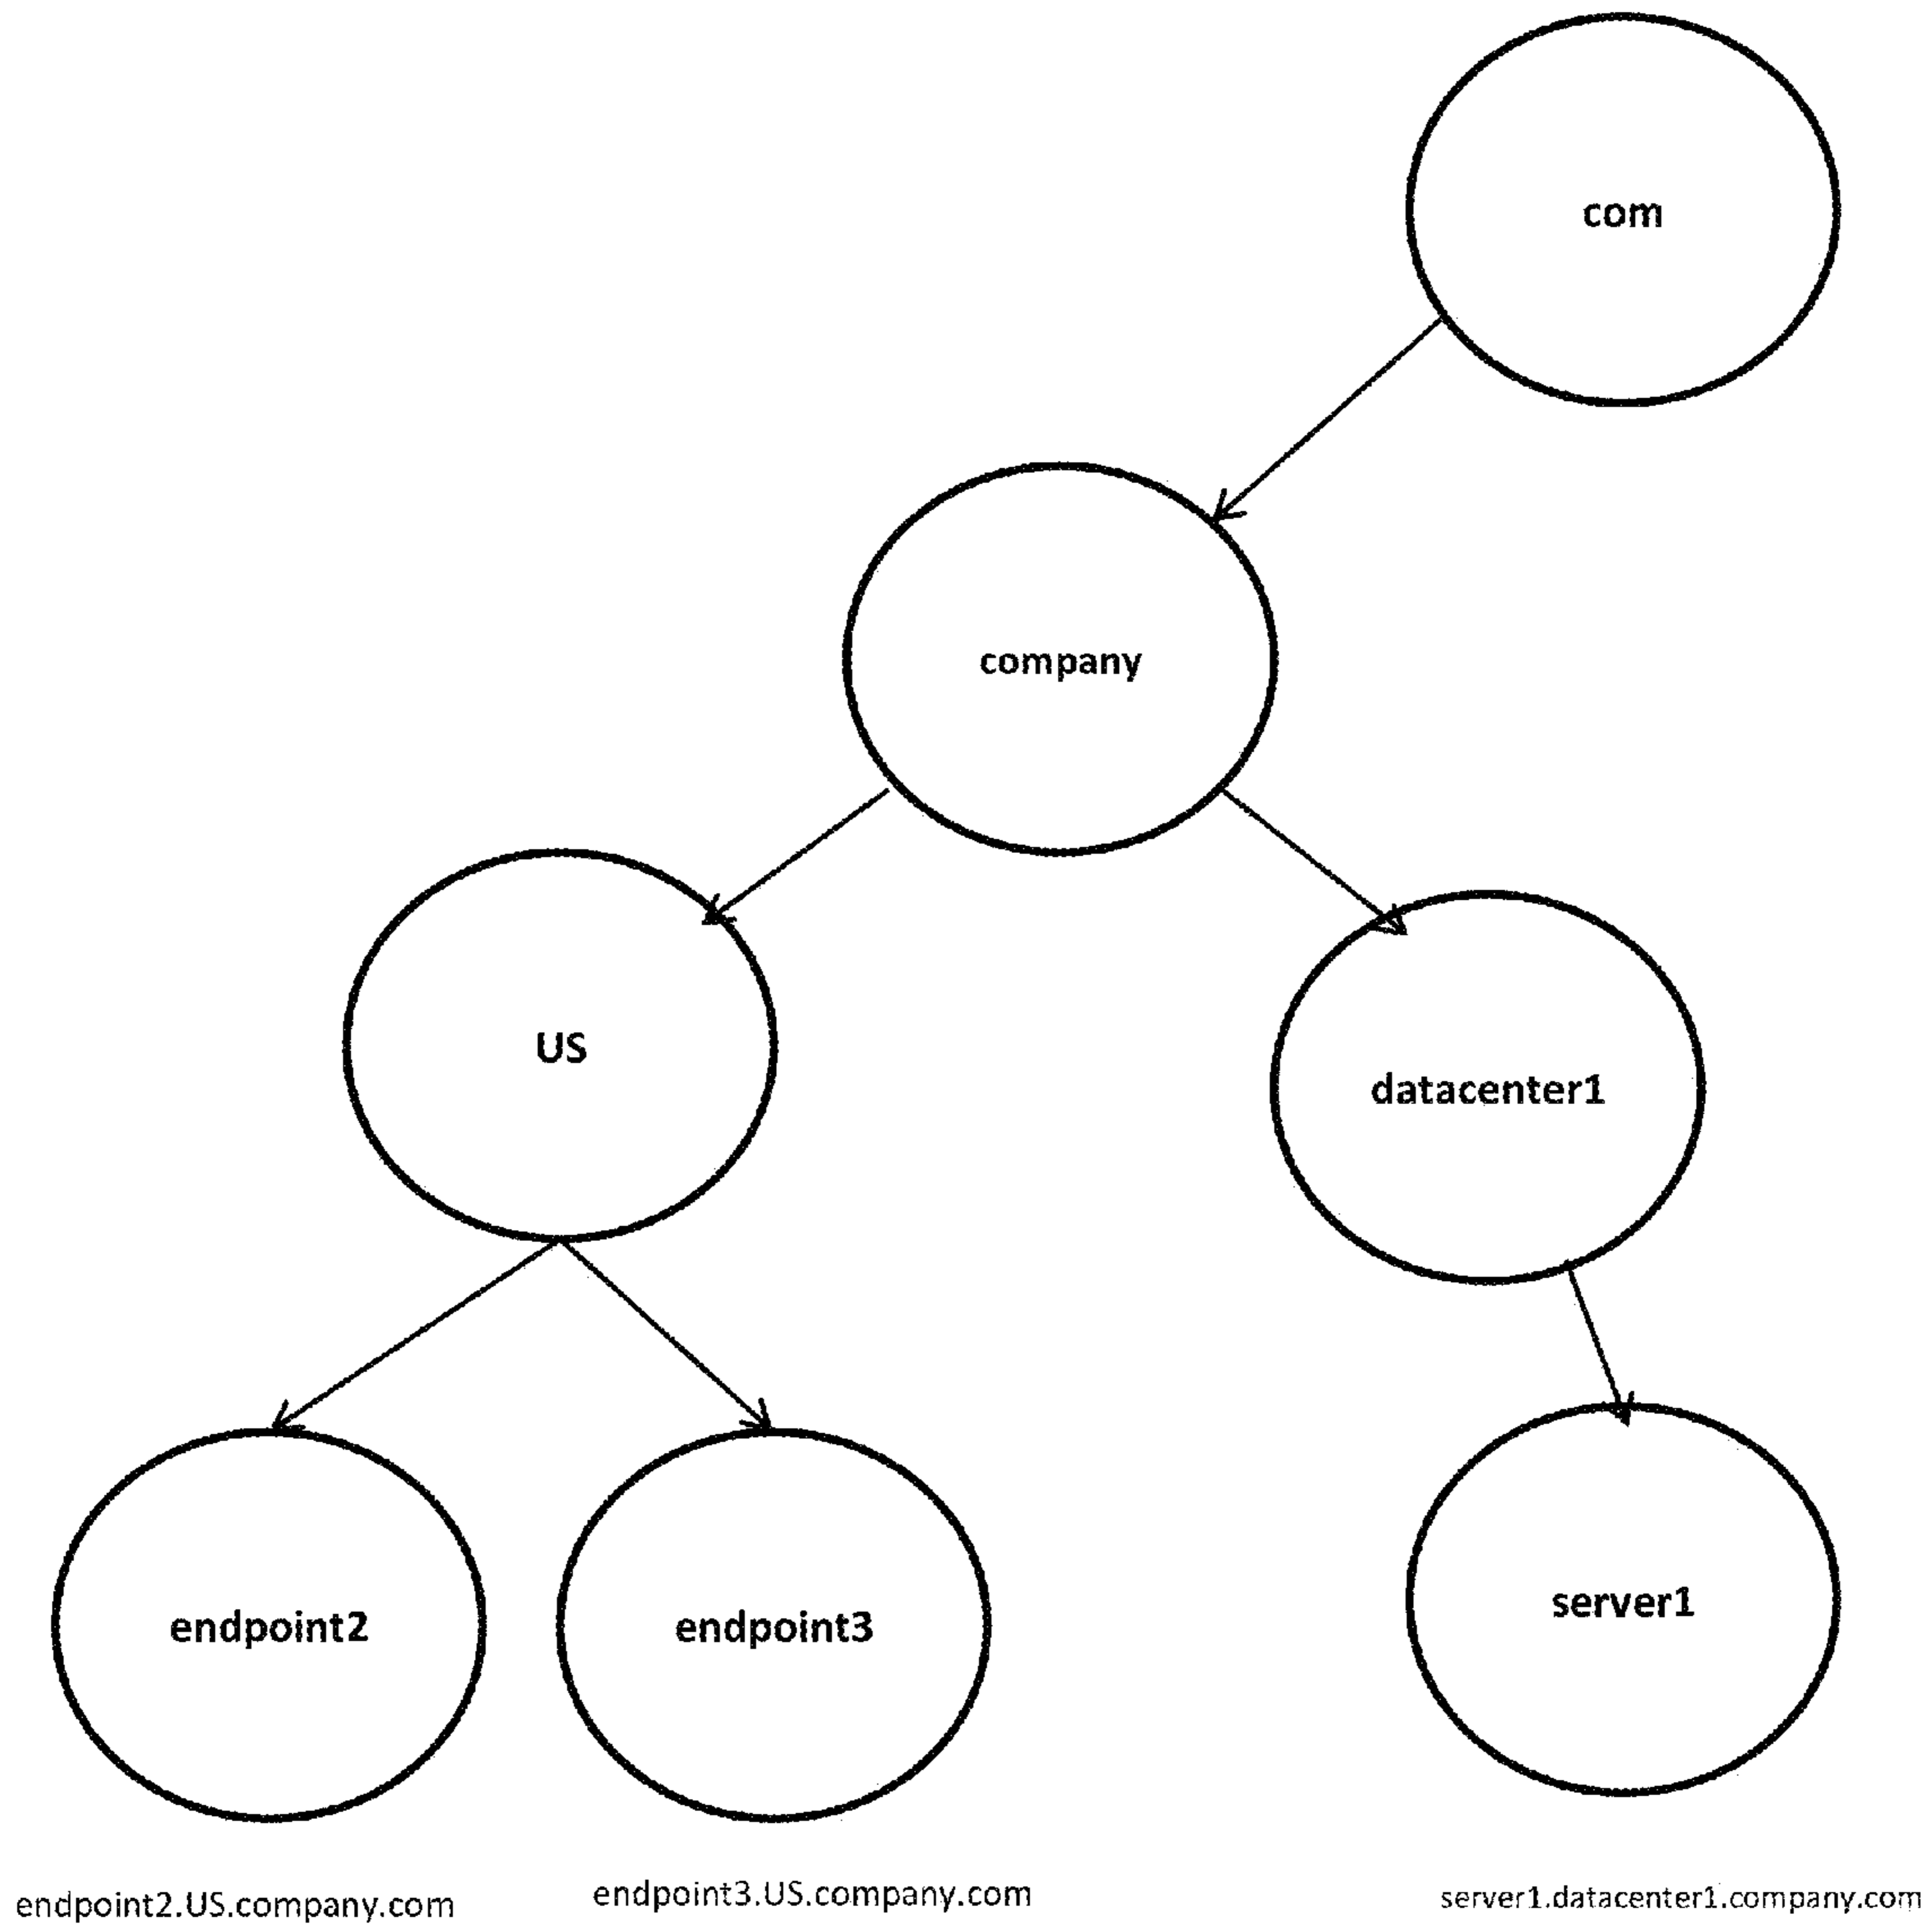 com
company
US
datacenter1
endpoint2
endpoint3
server1
endpoint2.US.company.com
endpoint3.US.company.com
server1.datacenter1.company.com